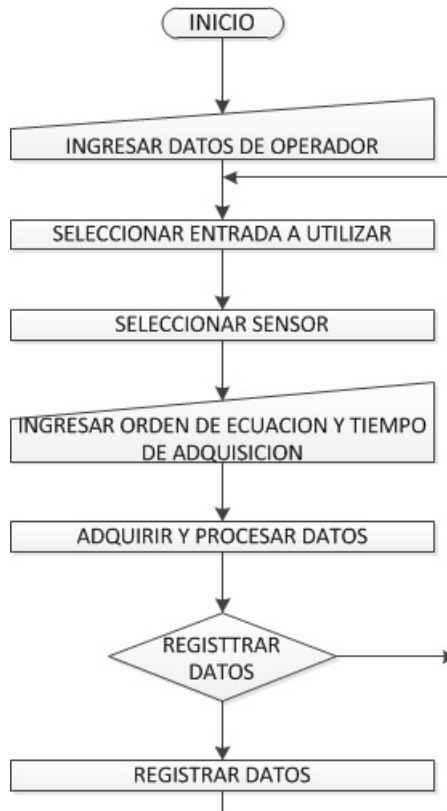 INICIO
INGRESAR DATOS DE OPERADOR
SELECCIONAR ENTRADA A UTILIZAR
SELECCIONAR SENSOR
INGRESAR ORDEN DE ECUACION Y TIEMPO
DE ADQUISICION
ADQUIRIR Y PROCESAR DATOS
REGISTTRAR
DATOS
REGISTRAR DATOS